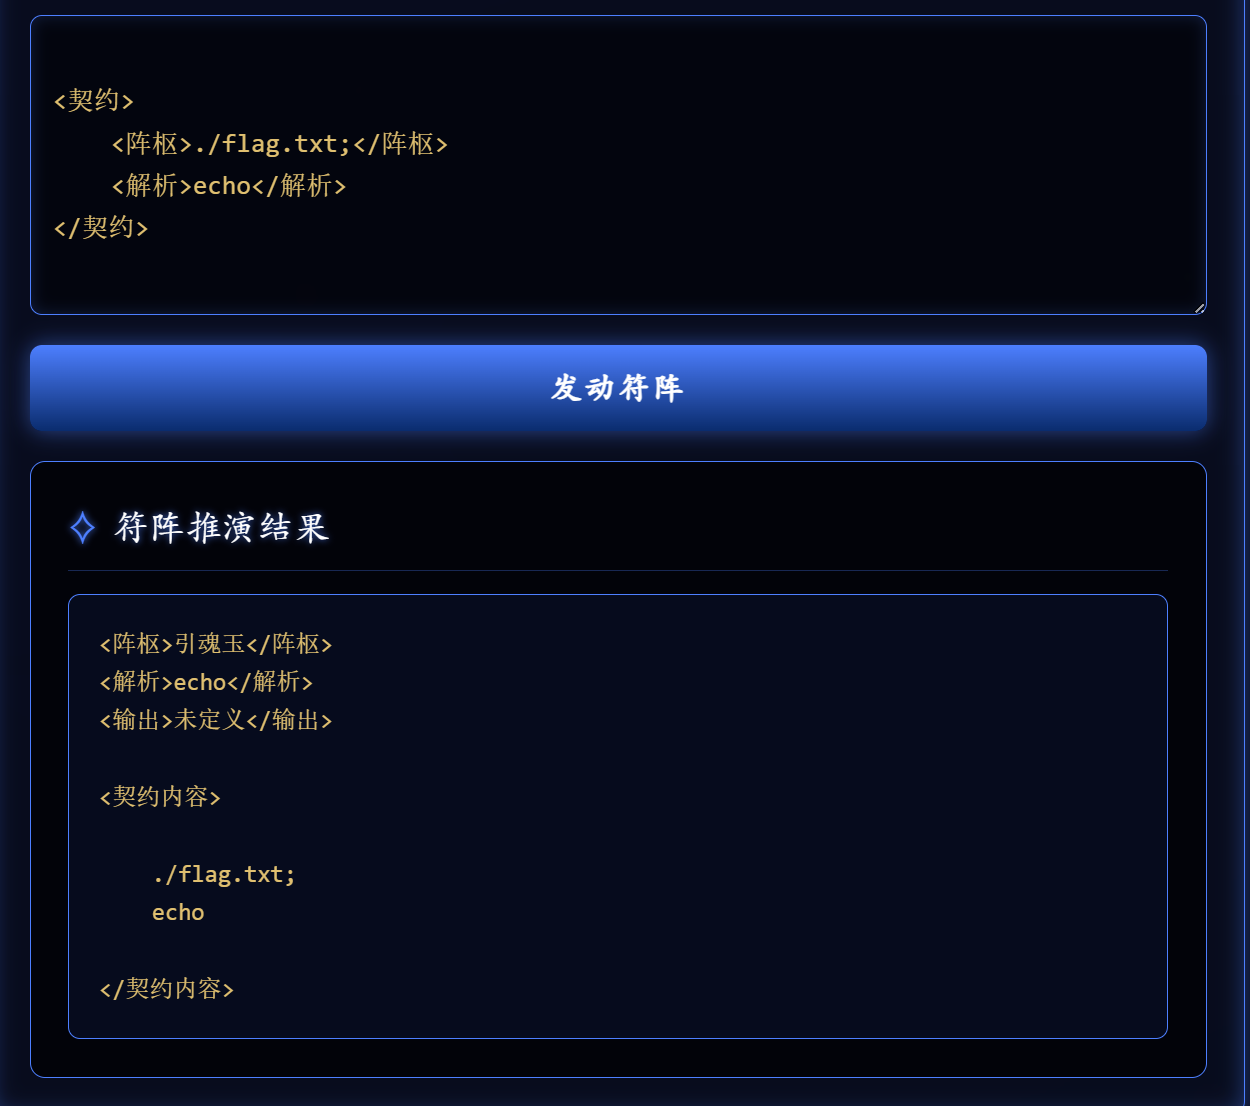 <契约>
<阵枢>./flag.txt;</阵枢>
<解析>echo</解析>
</契约>
发动符阵
符阵推演结果
<阵枢>引魂玉</阵枢>
<解析>echo</解析>
<输出>未定义</输出>
<契约内容>
./flag.txt;
echo
</契约内容>